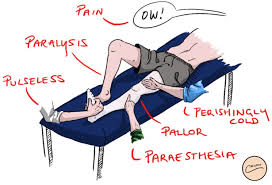 PAIN
OW!
PARALYSIS
PULSELESS
PERISHINGLY
COLD
PALLOR
PARAESTHESIA